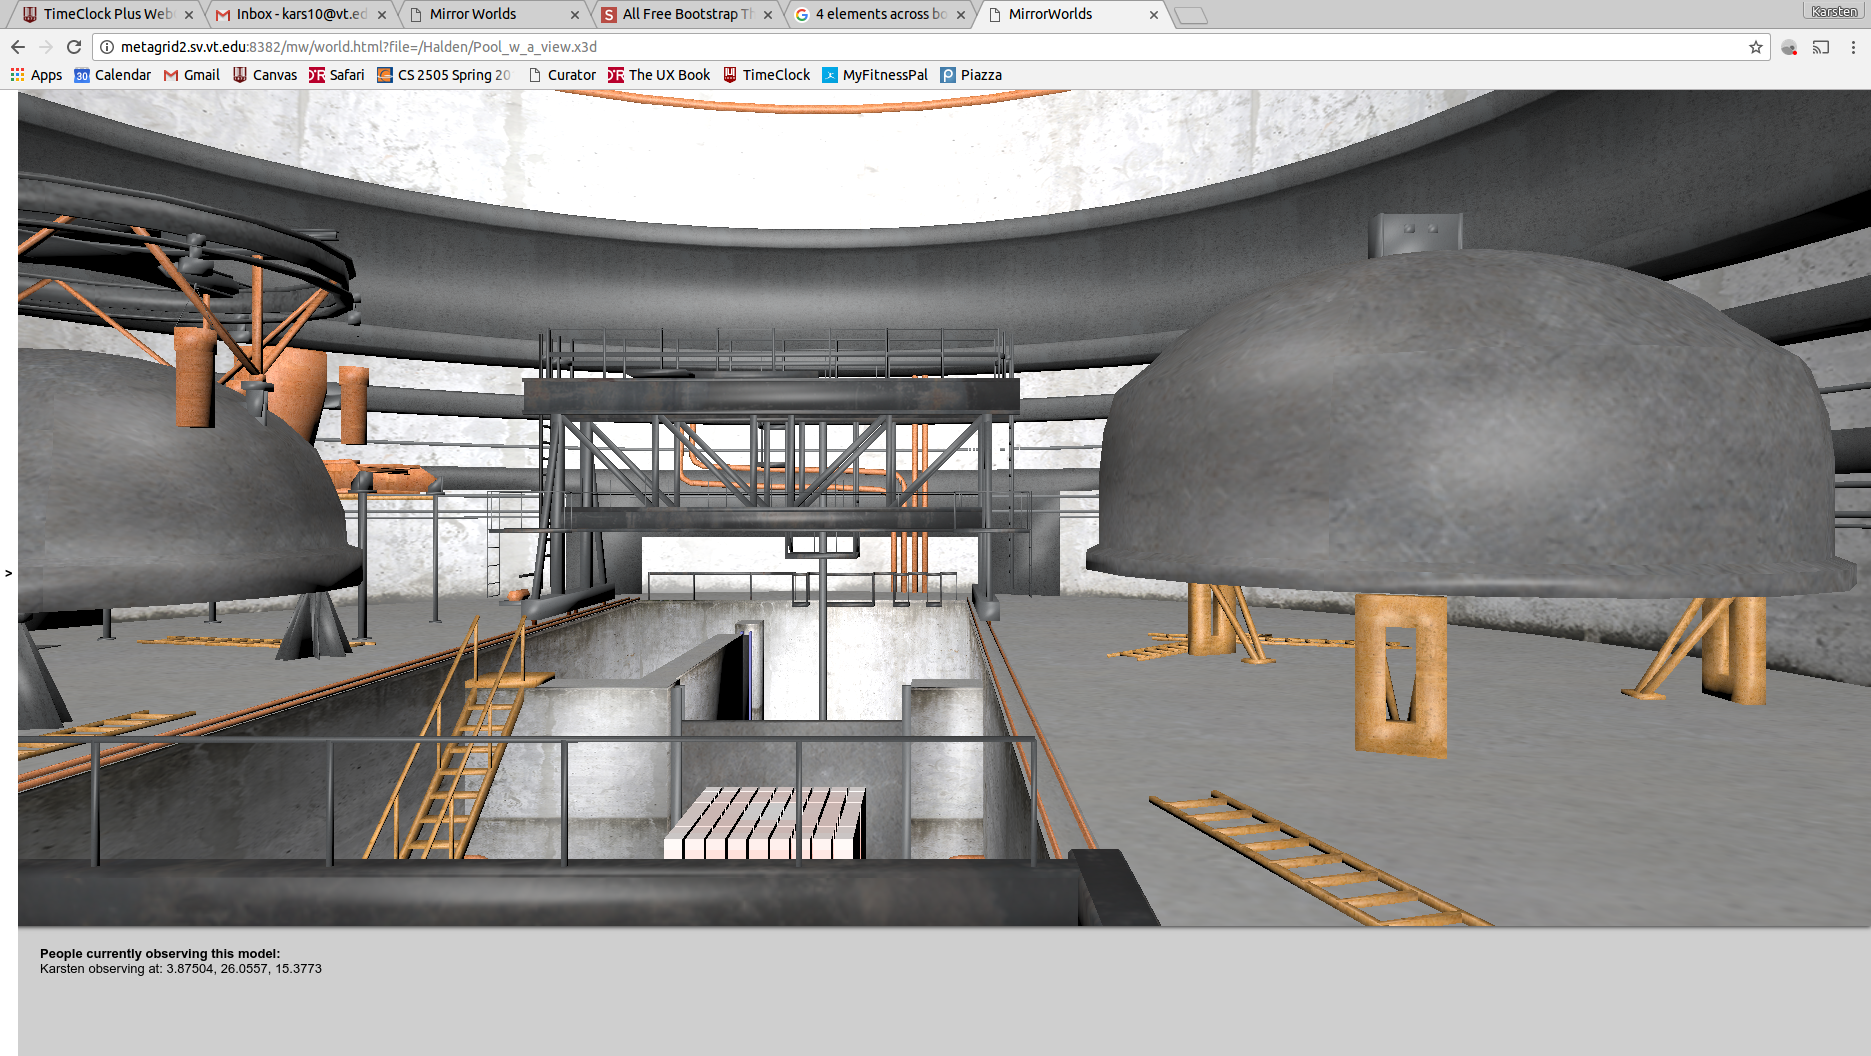 TimeClock Plus Web
Inbox - kars10@vt.ed
Mirror Worlds
All Free Bootstrap Th
4 elements across bo
MirrorWorlds
Karsten
metagrid2.sv.vt.edu:8382/mw/world.html?file=/Halden/Pool_w_a_view.x3d
Apps
30 Calendar
Gmail
Canvas
Safari
CS 2505 Spring 20
Curator
The UX Book
TimeClock
MyFitnessPal
Piazza
>
People currently observing this model:
Karsten observing at: 3.87504, 26.0557, 15.3773